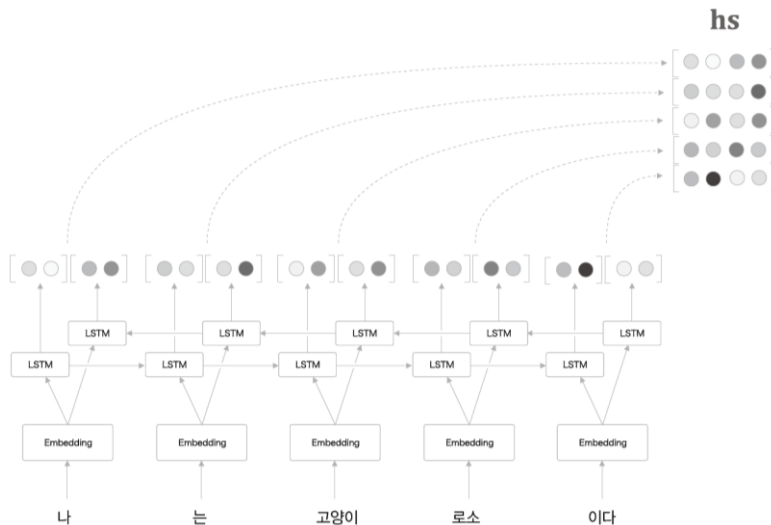 hs
LSTM LSTM LSTM LSTM LSTM
LSTM LSTM LSTM LSTM LSTM
Embedding Embedding Embedding Embedding Embedding
나 는 고양이 로소 이다